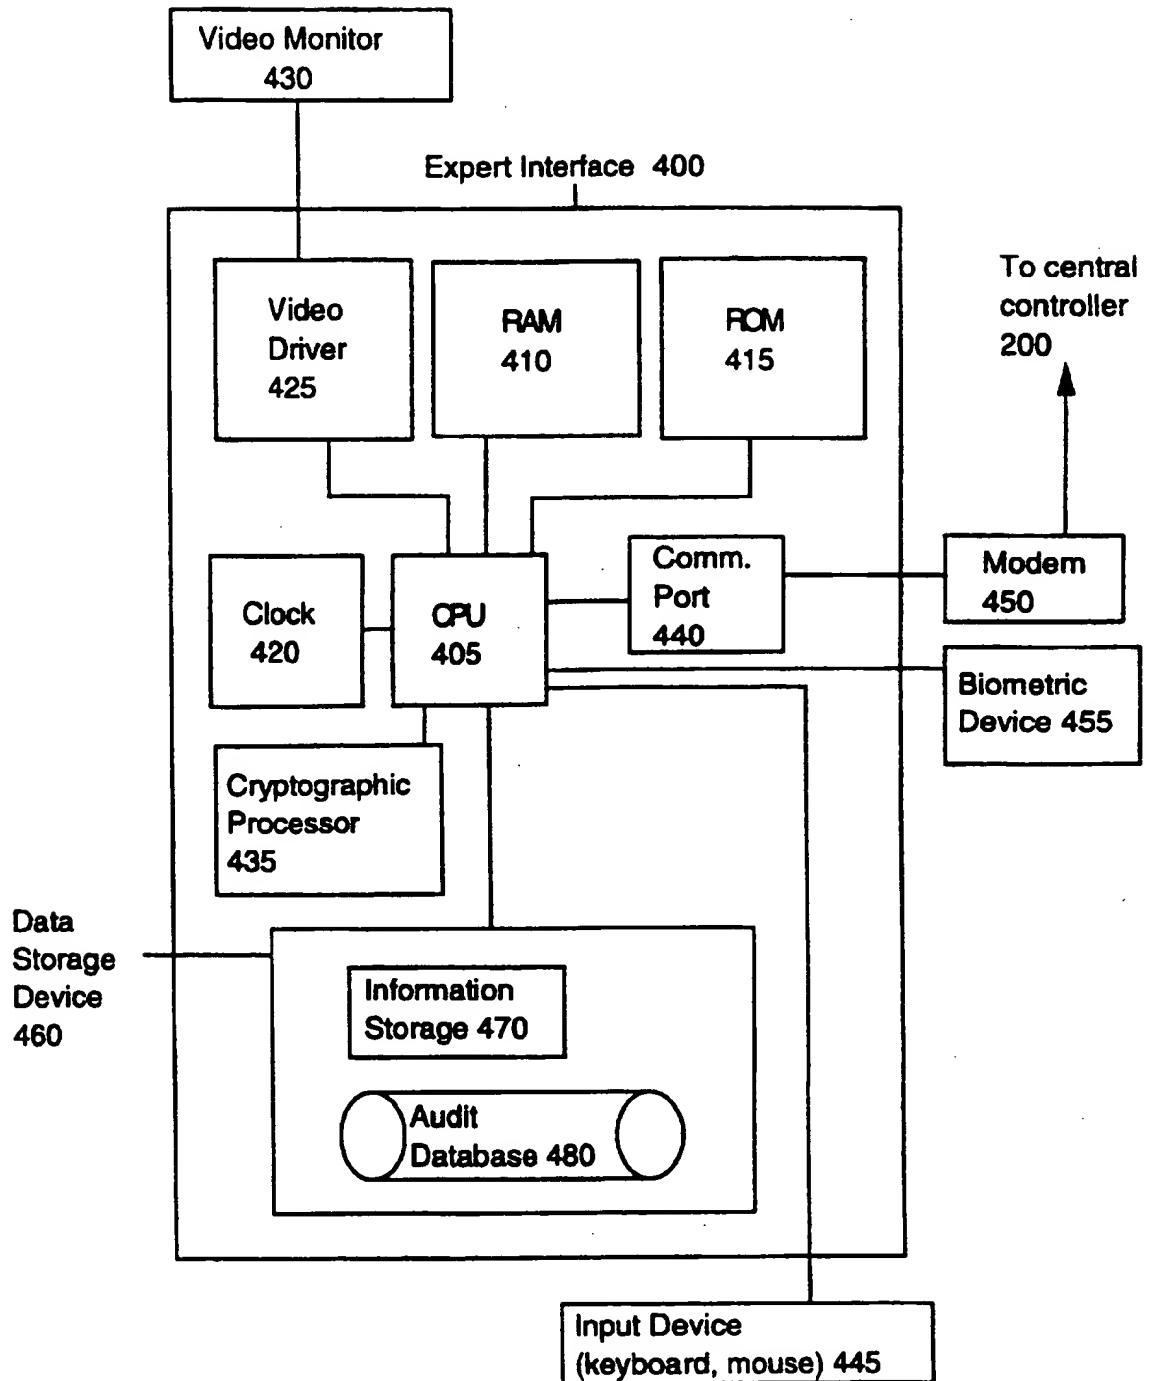 Video Monitor
430
Expert Interface 400
To central
controller
200
Video
Driver
425
RAM
410
ROM
415
Clock
420
CPU
405
Comm.
Port
440
Modem
450
Biometric
Device 455
Cryptographic
Processor
435
Data
Storage
Device
460
Information
Storage 470
Audit
Database 480
Input Device
(keyboard, mouse) 445